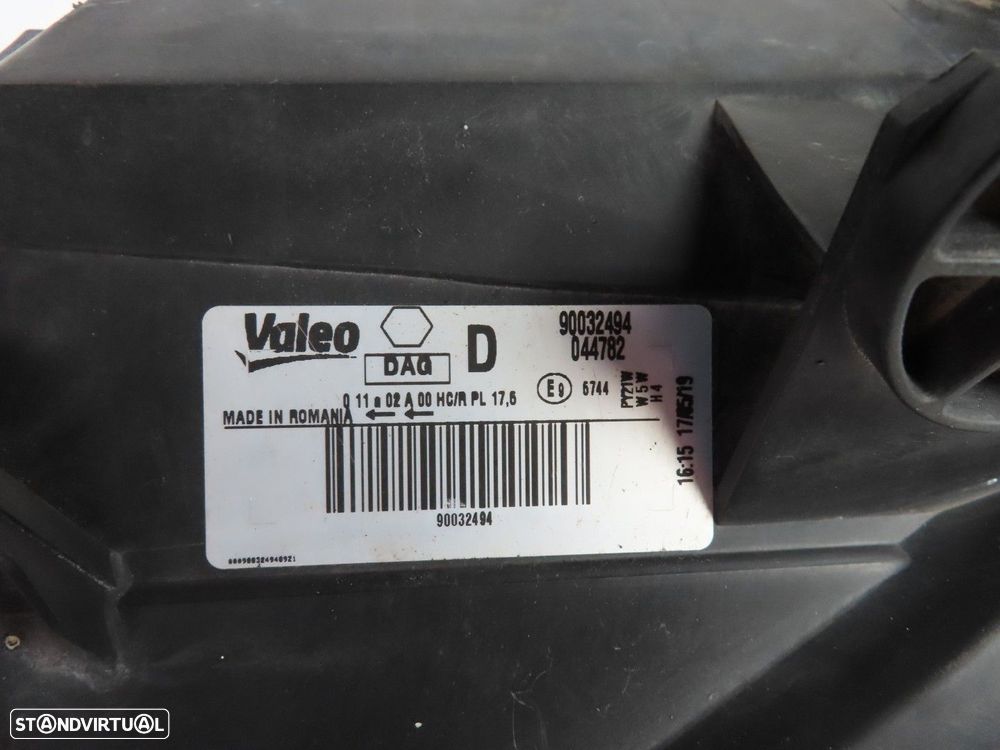 Valeo
DAG
D
90032494
044782
0 11 a 02 A 00 HC/R PL 17,6
E9
6744
PY21W
W5W
H4
16:15 17/05/19
MADE IN ROMANIA
90032494
STANDVIRTUAL